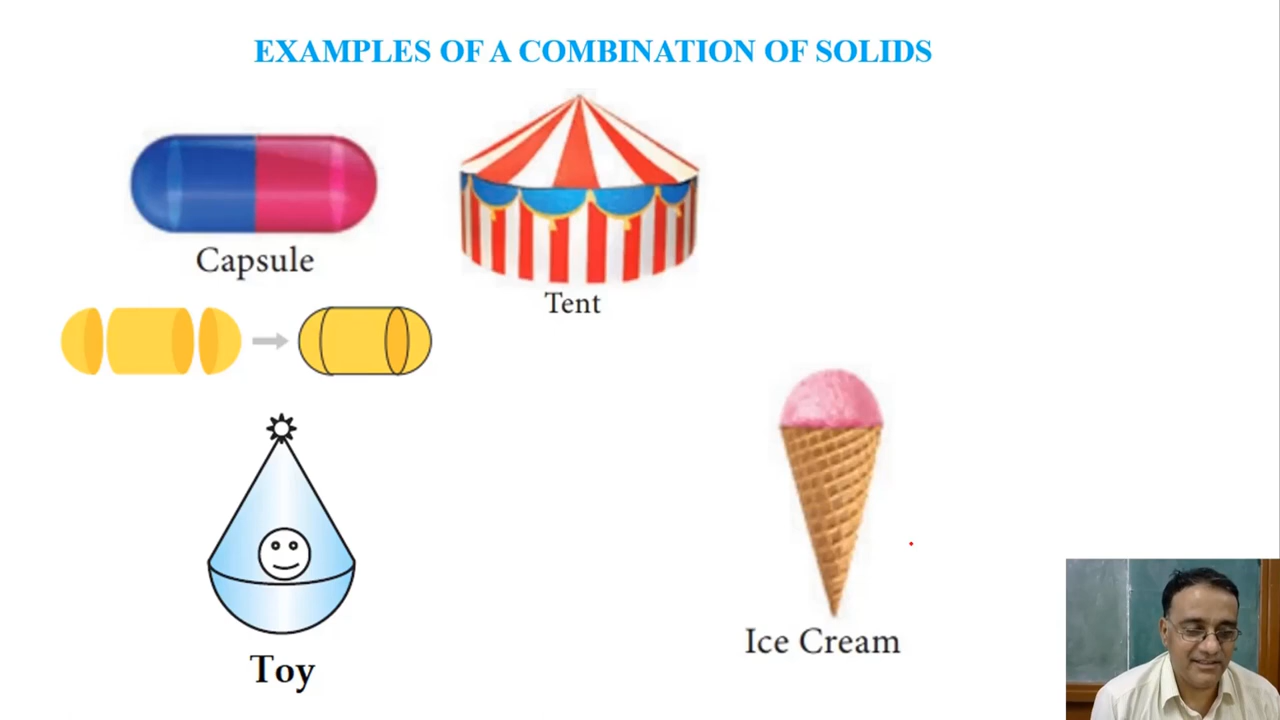 EXAMPLES OF A COMBINATION OF SOLIDS
Capsule
Tent
Toy
Ice Cream